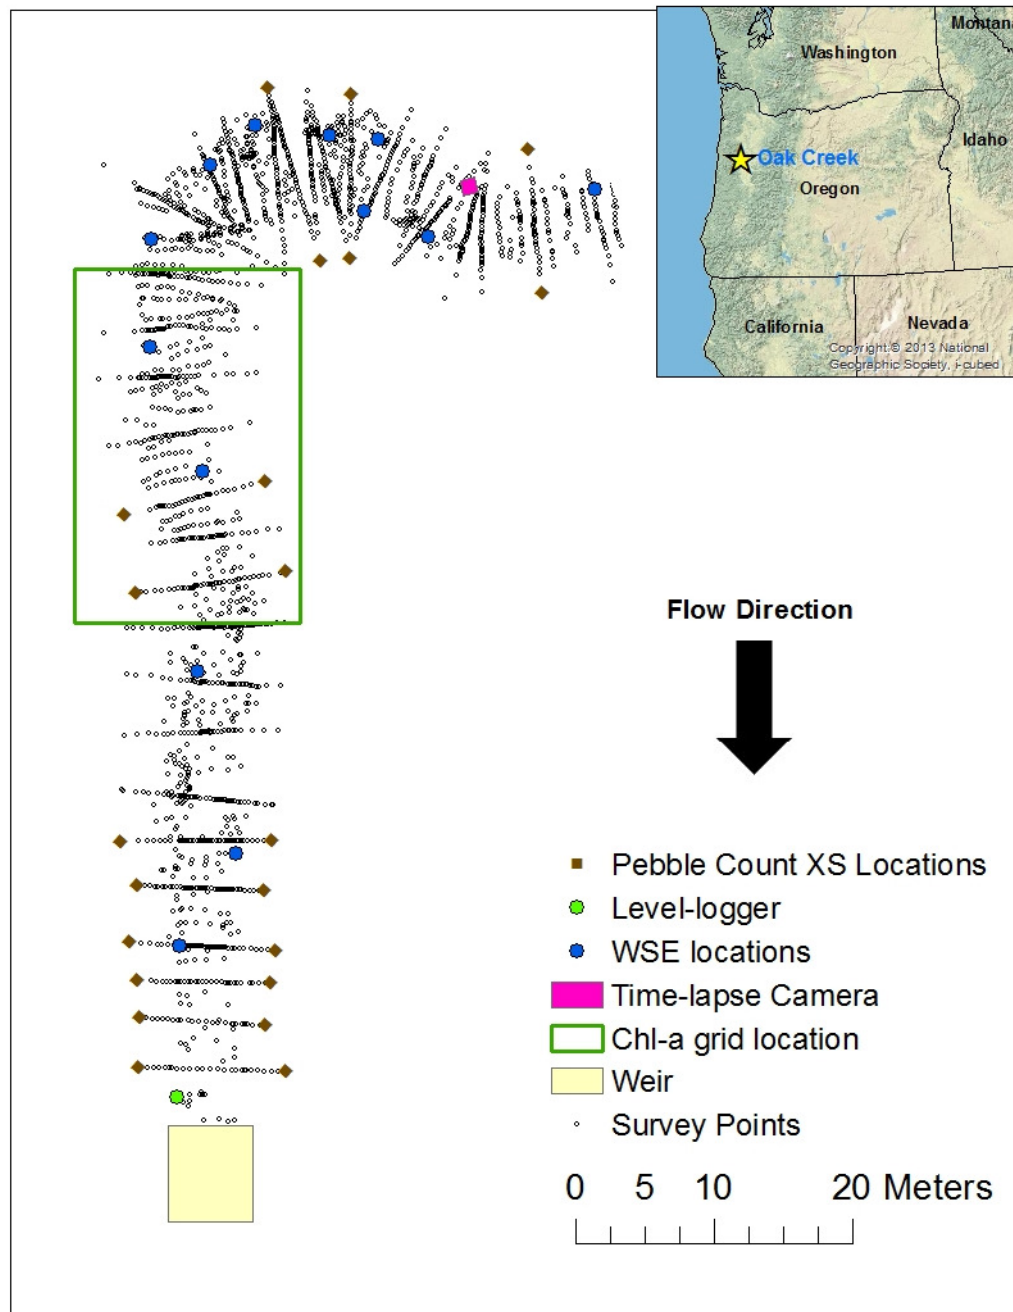 Washington
Montan
Idaho
Oak Creek
Oregon
California
Nevada
Copyright:© 2013 National
Geographic Society, i-cubed
Flow Direction
Pebble Count XS Locations
Level-logger
WSE locations
Time-lapse Camera
Chl-a grid location
Weir
Survey Points
0 5 10 20 Meters